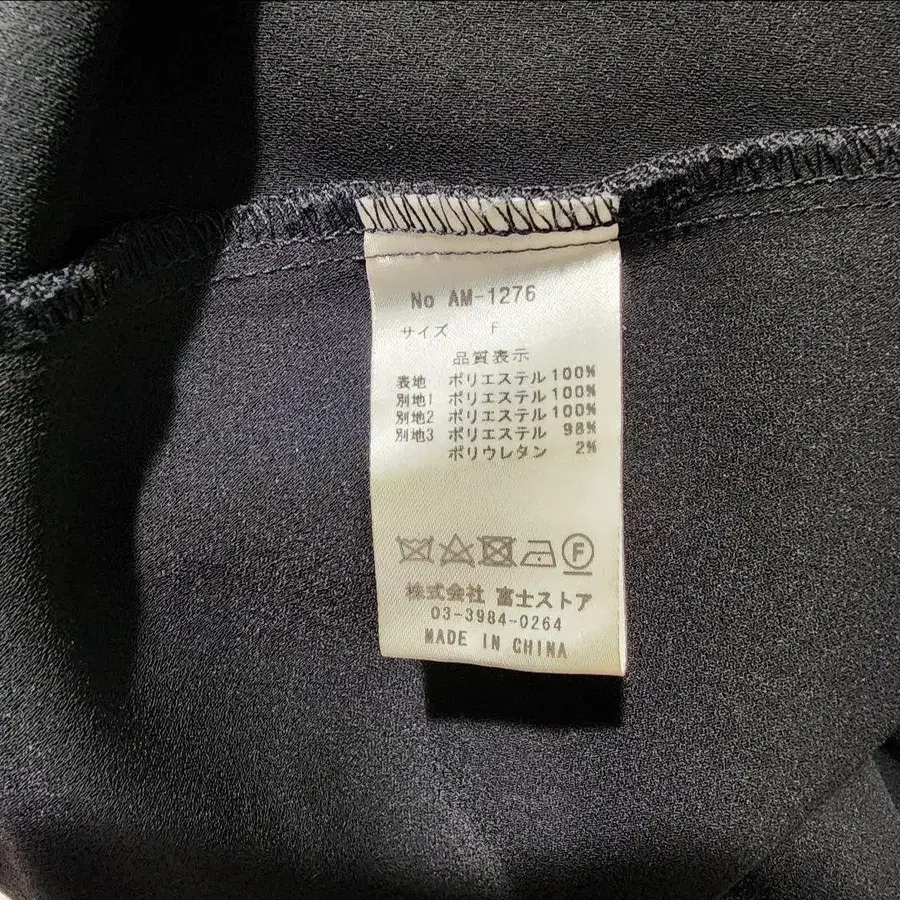 No AM-1276
サイズ F
品質表示
表地 ポリエステル100%
別地1 ポリエステル100%
別地2 ポリエステル100%
別地3 ポリエステル 98%
ポリウレタン 2%
F
株式会社 富士ストア
03-3984-0264
MADE IN CHINA